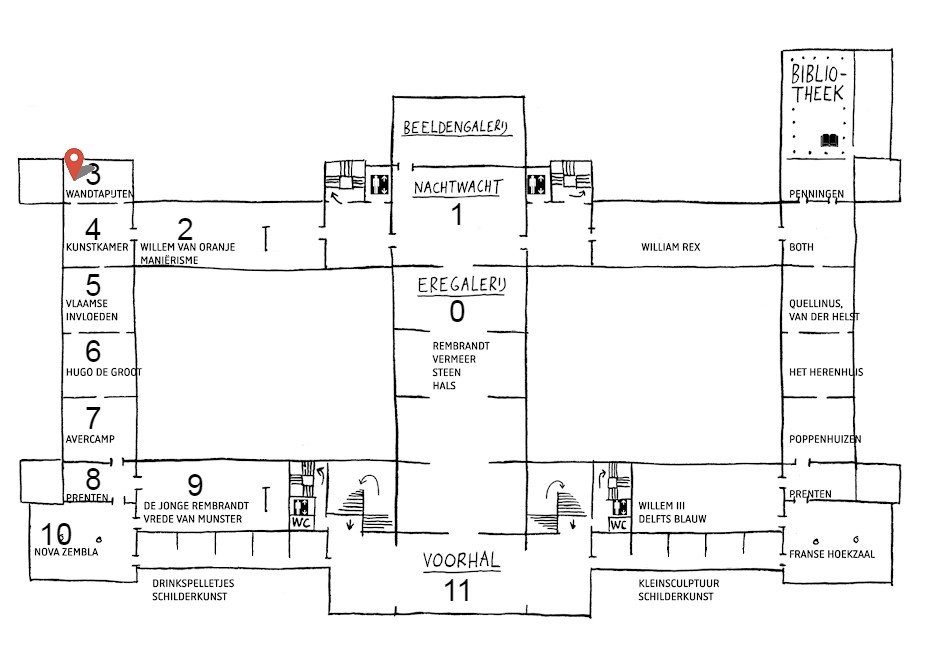 BIBLIO-
THEEK
BEELDENGALERIJ
3
WANDTAPIJTEN
NACHTWACHT
1
PENNINGEN
4
KUNSTKAMER
2
WILLEM VAN ORANJE
MANIËRISME
WILLIAM REX
BOTH
5
VLAAMSE
INVLOEDEN
EREGALERIJ
0
QUELLINUS,
VAN DER HELST
6
HUGO DE GROOT
REMBRANDT
VERMEER
STEEN
HALS
HET HERENHUIS
7
AVERCAMP
POPPENHUIZEN
8
PRENTEN
9
DE JONGE REMBRANDT
VREDE VAN MUNSTER
WC
WC
WILLEM III
DELFTS BLAUW
PRENTEN
10
NOVA ZEMBLA
VOORHAL
11
FRANSE HOEKZAAL
DRINKSPELLETJES
SCHILDERKUNST
KLEINSCULPTUUR
SCHILDERKUNST